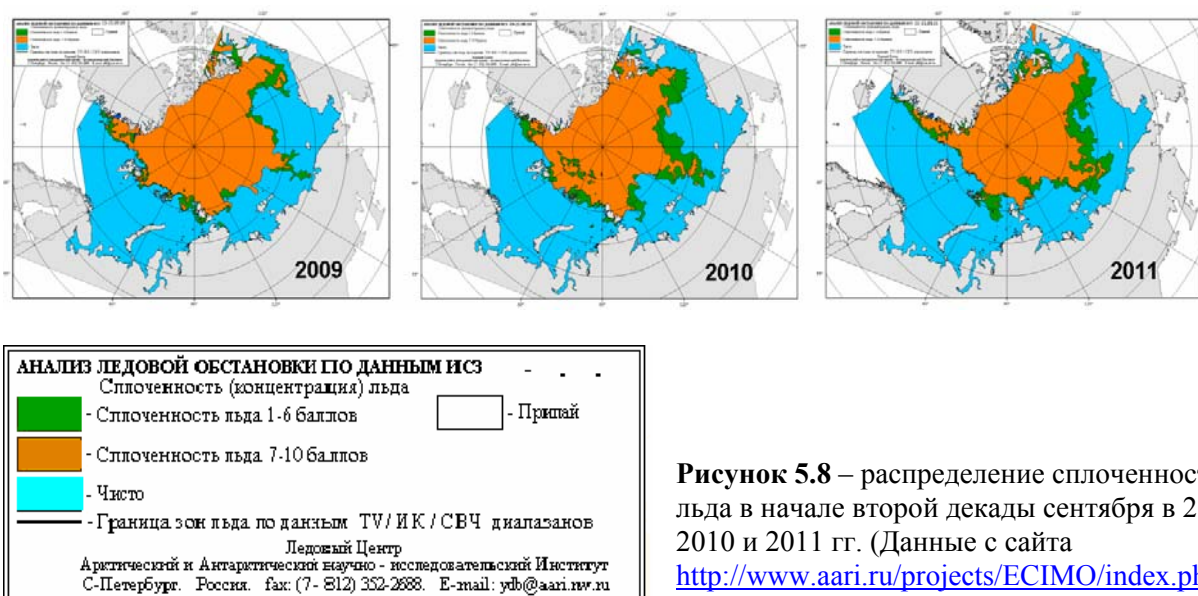 2009
2010
2011
АНАЛИЗ ЛЕДОВОЙ ОБСТАНОВКИ ПО ДАННЫМ ИСЗ - . .
Сплоченность (концентрация) льда
- Сплоченность льда 1-6 баллов
- Припай
- Сплоченность льда 7-10 баллов
- Чисто
- Граница зон льда по данным TV/ИК/СВЧ диапазонов
Ледовый Центр
Арктический и Антарктический научно - исследовательский Институт
С-Петербург. Россия. fax: (7- 812) 352-2688. E-mail: ydb@aari.nw.ru
Рисунок 5.8 – распределение сплоченност
льда в начале второй декады сентября в 2
2010 и 2011 гг. (Данные с сайта
http://www.aari.ru/projects/ECIMO/index.ph